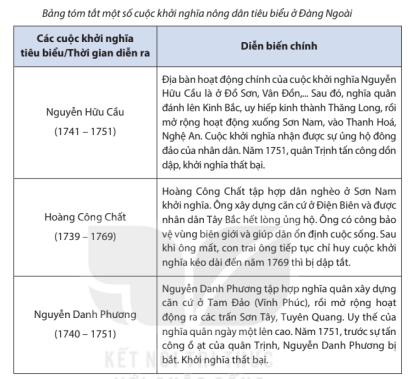 Bảng tóm tắt một số cuộc khởi nghĩa nông dân tiêu biểu ở Đàng Ngoài
Các cuộc khởi nghĩa
tiêu biểu/Thời gian diễn ra
Diễn biến chính
Nguyễn Hữu Cầu
(1741 – 1751)
Địa bàn hoạt động chính của cuộc khởi nghĩa Nguyễn
Hữu Cầu là ở Đồ Sơn, Vân Đồn,... Sau đó, nghĩa quân
đánh lên Kinh Bắc, uy hiếp kinh thành Thăng Long, rồi
mở rộng hoạt động xuống Sơn Nam, vào Thanh Hoá,
Nghệ An. Cuộc khởi nghĩa nhận được sự ủng hộ đông
đảo của nhân dân. Năm 1751, quân Trịnh tấn công dồn
dập, khởi nghĩa thất bại.
Hoàng Công Chất
(1739 – 1769)
Hoàng Công Chất tập hợp dân nghèo ở Sơn Nam
khởi nghĩa. Ông xây dựng căn cứ ở Điện Biên và được
nhân dân Tây Bắc hết lòng ủng hộ. Ông có công bảo
vệ vùng biên giới và giúp dân ổn định cuộc sống. Sau
khi ông mất, con trai ông tiếp tục chỉ huy cuộc khởi
nghĩa kéo dài đến năm 1769 thì bị dập tắt.
Nguyễn Danh Phương
(1740 – 1751)
Nguyễn Danh Phương tập hợp nghĩa quân xây dựng
căn cứ ở Tam Đảo (Vĩnh Phúc), rồi mở rộng hoạt
động ra các trấn Sơn Tây, Tuyên Quang. Uy thế của
nghĩa quân ngày một lên cao. Năm 1751, trước sự tấn
công ồ ạt của quân Trịnh, Nguyễn Danh Phương bị
bắt. Khởi nghĩa thất bại.
KẾT NỐI TRI THỨC